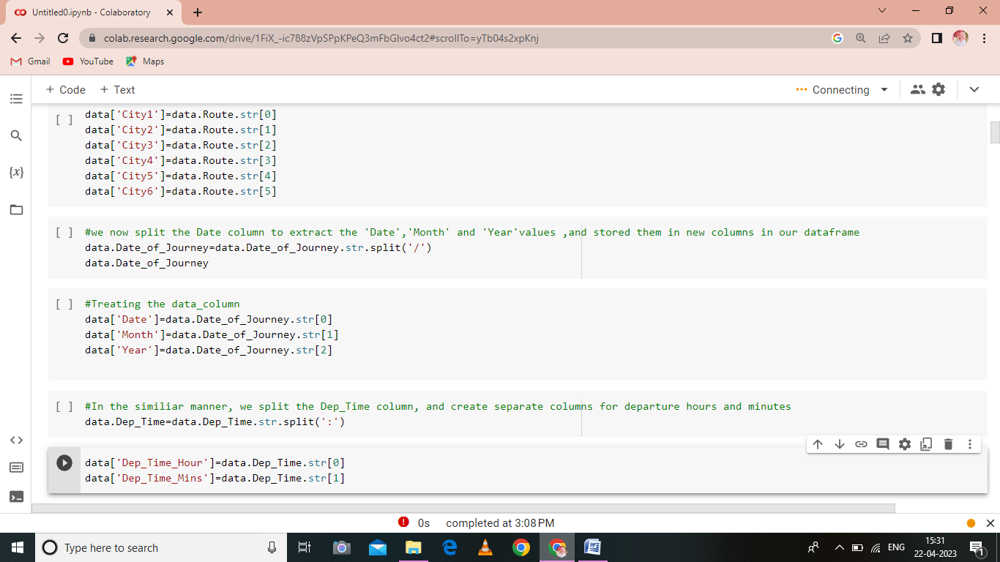 Untitled0.ipynb - Colaboratory
colab.research.google.com/drive/1FiX_-ic788zVpSPpKPeQ3mFbGlvo4ct2#scrollTo=yTb04s2xpKnj
Gmail YouTube Maps
+ Code + Text Connecting
[ ] data['City1']=data.Route.str[0]
data['City2']=data.Route.str[1]
data['City3']=data.Route.str[2]
data['City4']=data.Route.str[3]
data['City5']=data.Route.str[4]
data['City6']=data.Route.str[5]
{x}
[ ] #we now split the Date column to extract the 'Date','Month' and 'Year'values ,and stored them in new columns in our dataframe
data.Date_of_Journey=data.Date_of_Journey.str.split('/')
data.Date_of_Journey
[ ] #Treating the data_column
data['Date']=data.Date_of_Journey.str[0]
data['Month']=data.Date_of_Journey.str[1]
data['Year']=data.Date_of_Journey.str[2]
[ ] #In the similiar manner, we split the Dep_Time column, and create separate columns for departure hours and minutes
data.Dep_Time=data.Dep_Time.str.split(':')
data['Dep_Time_Hour']=data.Dep_Time.str[0]
data['Dep_Time_Mins']=data.Dep_Time.str[1]
0s completed at 3:08 PM
Type here to search
ENG
15:31
22-04-2023
1